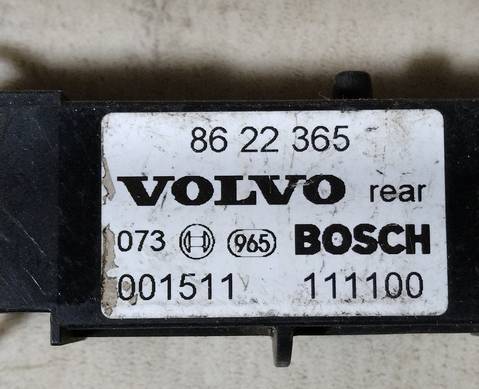 86 22 365
VOLVO rear
073 965 BOSCH
001511 111100